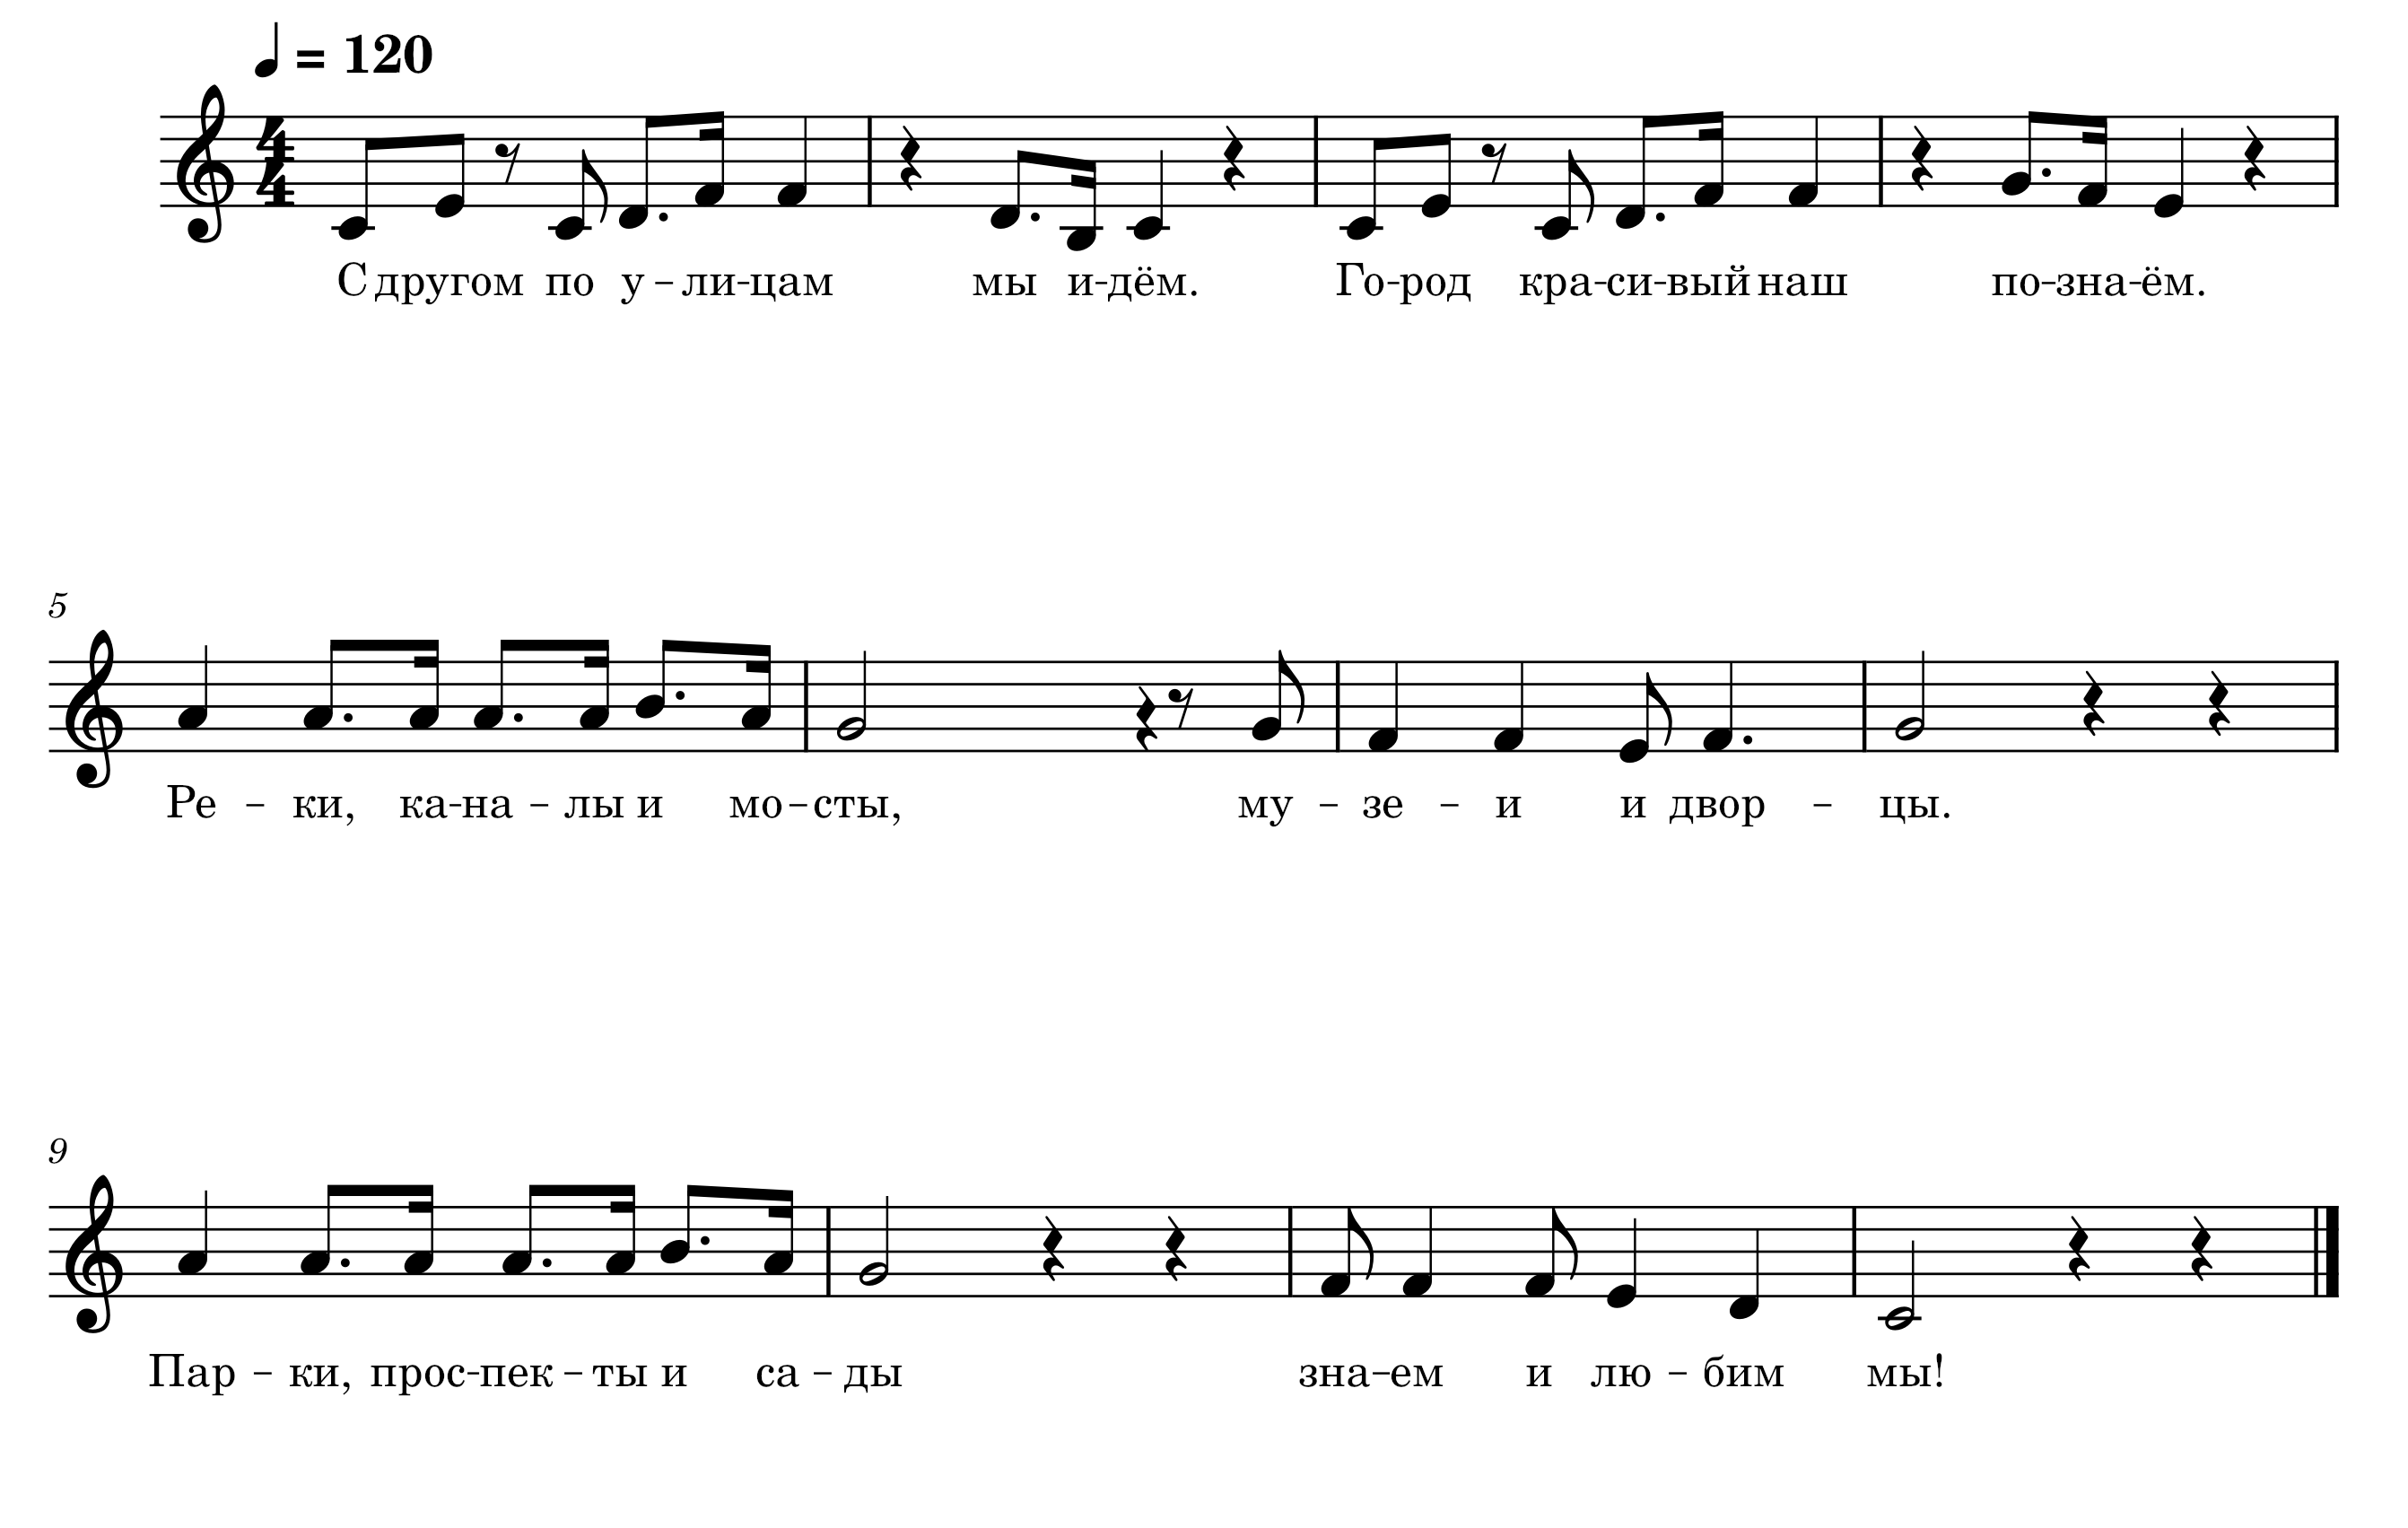 = 120
С другом по у – ли-цам мы и-дём. Го-род кра-си-вый наш по-зна-ём.
5
Ре – ки, ка-на – лы и мо – сты, му – зе – и и двор – цы.
9
Пар – ки, прос-пек – ты и са – ды зна-ем и лю – бим мы!